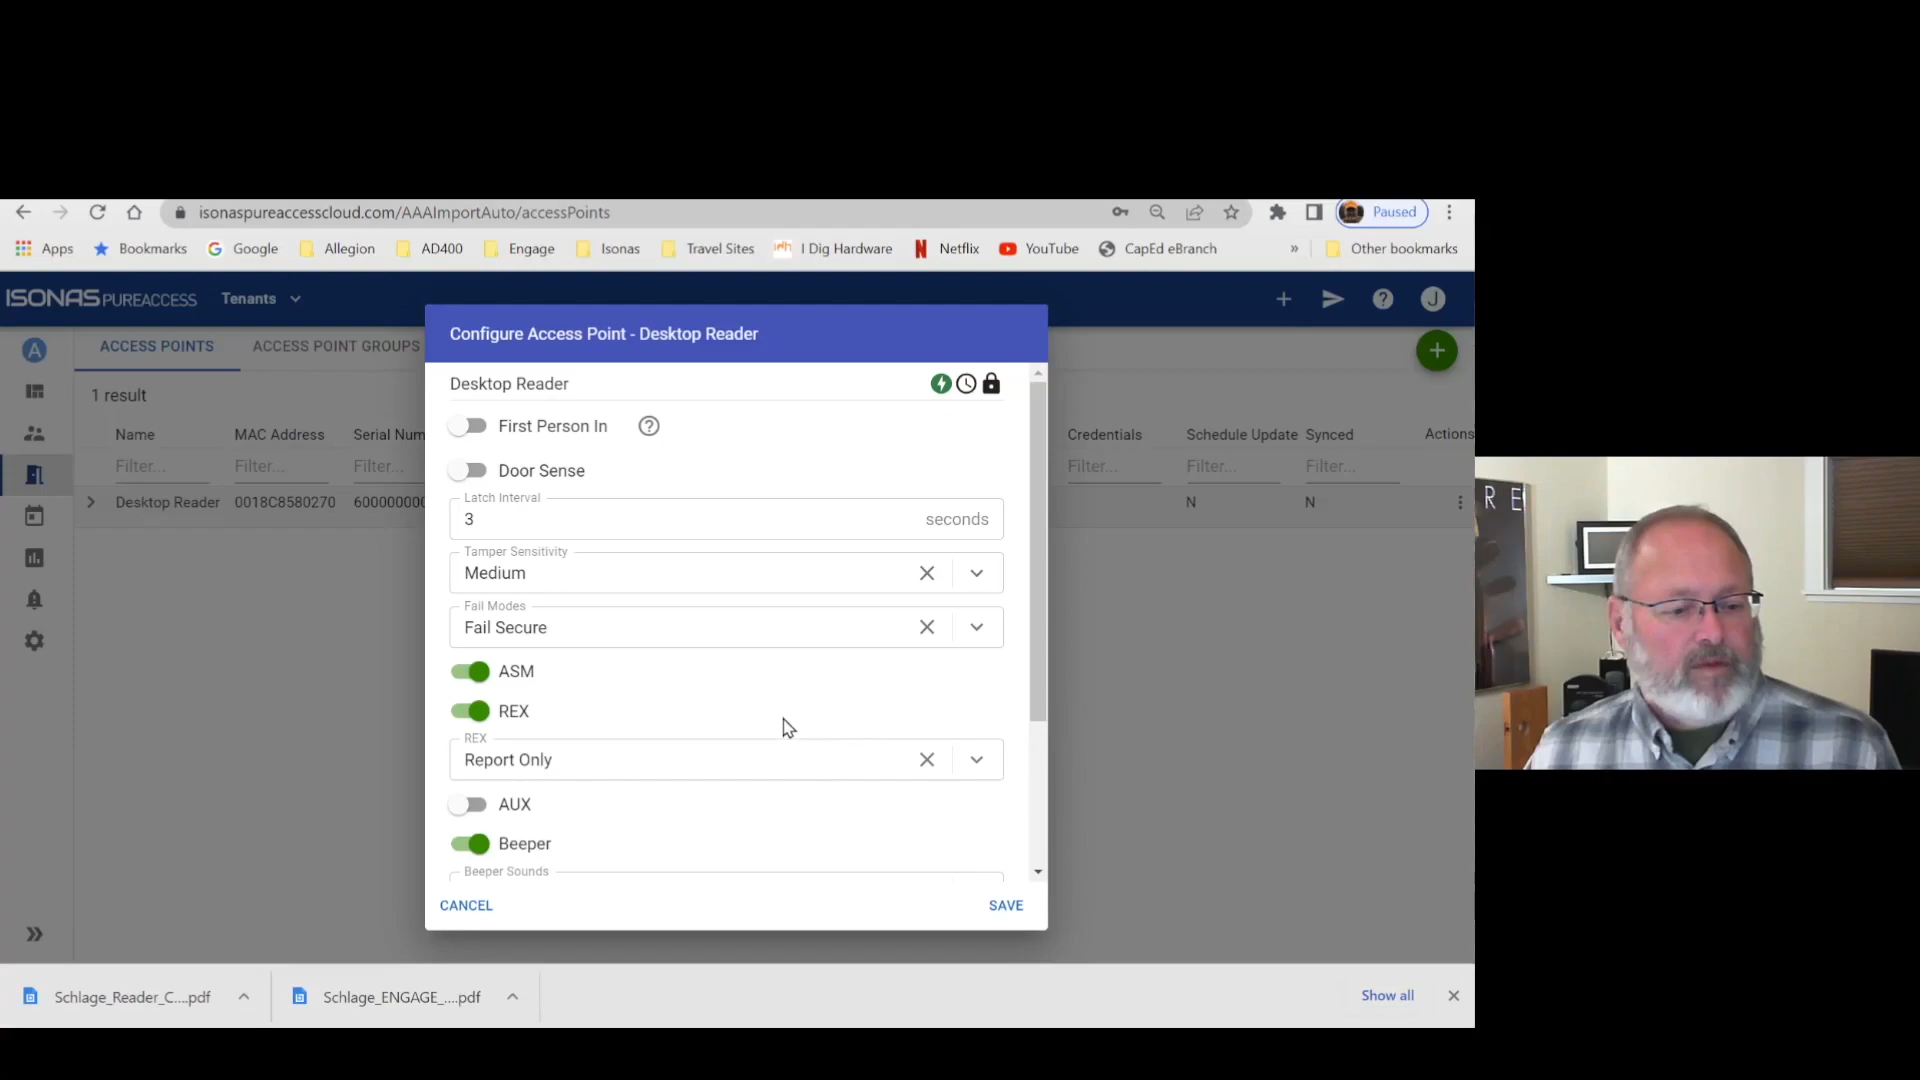 isonaspureaccesscloud.com/AAAImportAuto/accessPoints Paused
Apps Bookmarks Google Allegion AD400 Engage Isonas Travel Sites I Dig Hardware Netflix YouTube CapEd eBranch » Other bookmarks
ISONAS PUREACCESS Tenants J
A ACCESS POINTS ACCESS POINT GROUPS
1 result
Name MAC Address Serial Num Credentials Schedule Update Synced Actions
Filter... Filter... Filter... Filter... Filter... Filter...
Desktop Reader 0018C8580270 600000000 N N
Configure Access Point - Desktop Reader
Desktop Reader
First Person In
Door Sense
Latch Interval
3 seconds
Tamper Sensitivity
Medium
Fail Modes
Fail Secure
ASM
REX
REX
Report Only
AUX
Beeper
Beeper Sounds
CANCEL SAVE
Schlage_Reader_C....pdf Schlage_ENGAGE_....pdf Show all
R E